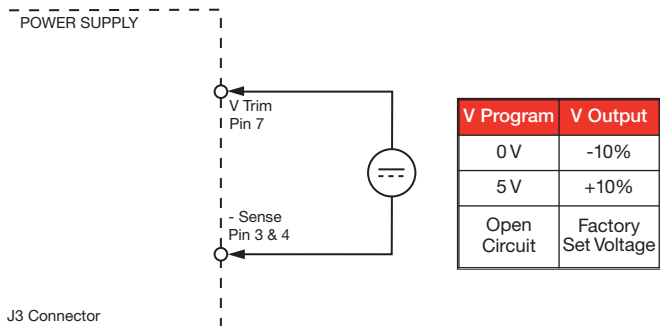 POWER SUPPLY
V Trim
Pin 7
- Sense
Pin 3 & 4
J3 Connector
V Program V Output
0 V -10%
5 V +10%
Open Circuit Factory Set Voltage